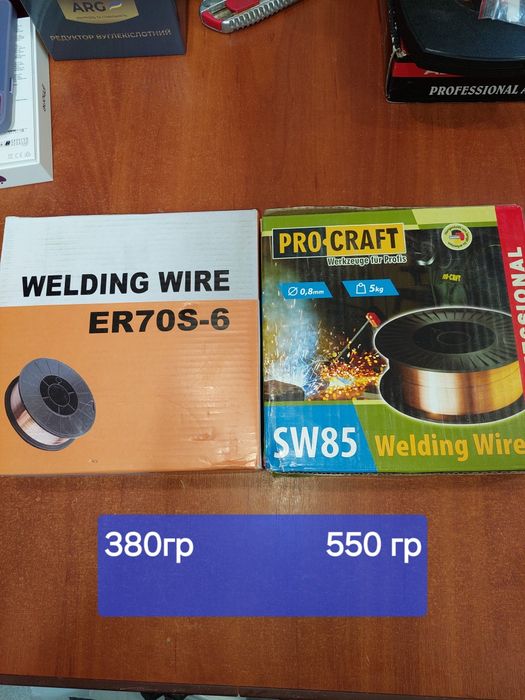 ARG
РЕДУКТОР ВУГЛЕКІСЛОТНИЙ
PROFESSIONAL
WELDING WIRE
ER70S-6
PRO-CRAFT
Werkzeuge für Profis
0,8mm
5kg
SW85 Welding Wire
380гр 550 гр